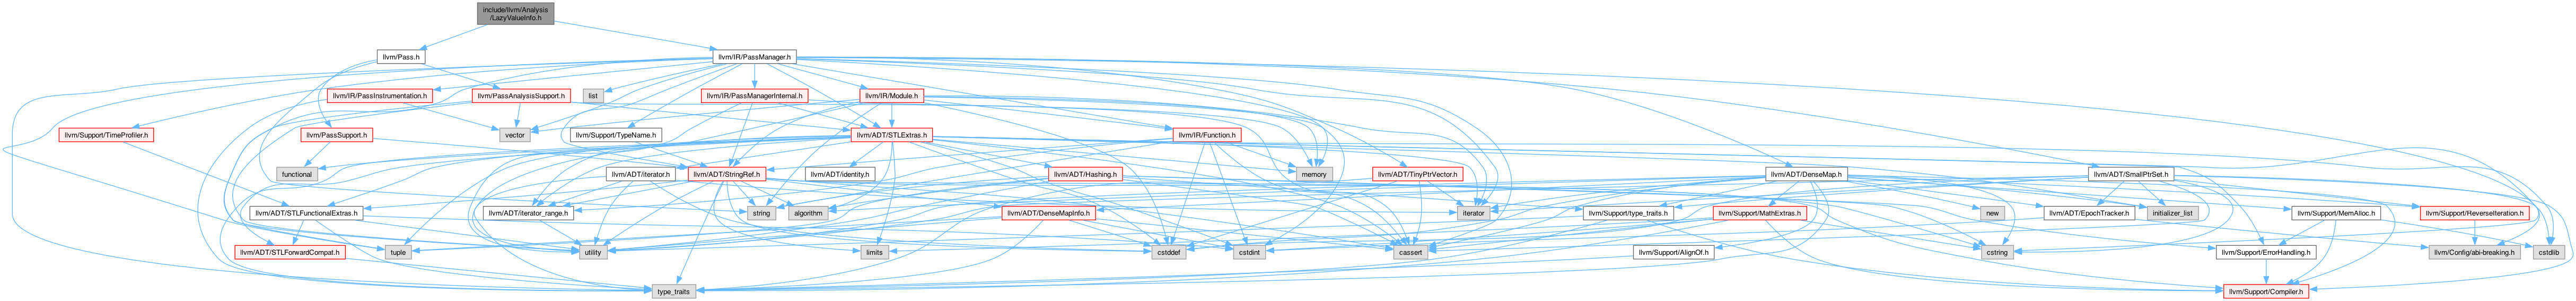 include/llvm/Analysis
/LazyValueInfo.h
llvm/Pass.h
llvm/IR/PassManager.h
llvm/IR/PassInstrumentation.h
llvm/PassAnalysisSupport.h
list
llvm/IR/PassManagerInternal.h
llvm/IR/Module.h
llvm/Support/TimeProfiler.h
llvm/PassSupport.h
vector
llvm/Support/TypeName.h
llvm/ADT/STLExtras.h
llvm/IR/Function.h
functional
llvm/ADT/iterator.h
llvm/ADT/StringRef.h
llvm/ADT/identity.h
llvm/ADT/Hashing.h
memory
llvm/ADT/TinyPtrVector.h
llvm/ADT/DenseMap.h
llvm/ADT/SmallPtrSet.h
llvm/ADT/STLFunctionalExtras.h
llvm/ADT/iterator_range.h
string
algorithm
llvm/Support/type_traits.h
llvm/ADT/DenseMapInfo.h
llvm/Support/MathExtras.h
iterator
new
llvm/ADT/EpochTracker.h
initializer_list
llvm/Support/MemAlloc.h
llvm/Support/ReverseIteration.h
llvm/ADT/STLForwardCompat.h
tuple
utility
limits
cstddef
cstdint
llvm/Support/AlignOf.h
cassert
cstring
llvm/Support/ErrorHandling.h
llvm/Config/abi-breaking.h
cstdlib
type_traits
llvm/Support/Compiler.h